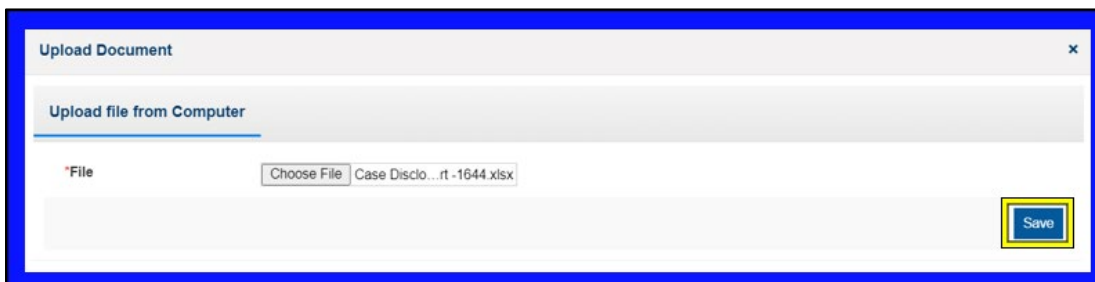 Upload Document ×
Upload file from Computer
*File Choose File Case Disclo...rt -1644.xlsx
Save